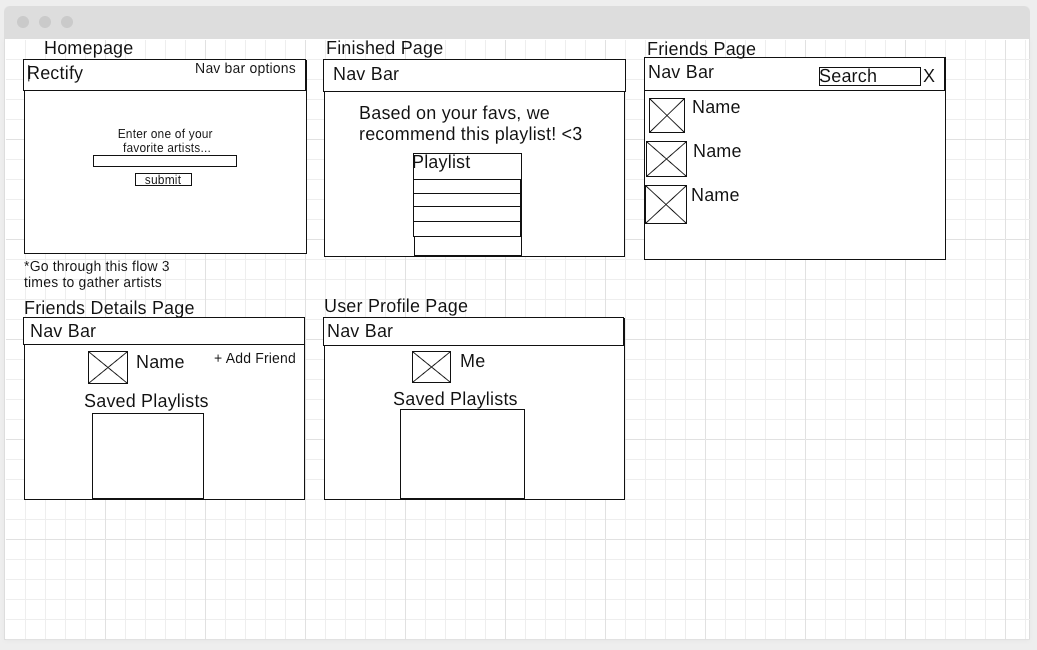 Homepage
Rectify
Nav bar options
Enter one of your
favorite artists...
submit
*Go through this flow 3
times to gather artists
Finished Page
Nav Bar
Based on your favs, we
recommend this playlist! <3
Playlist
Friends Page
Nav Bar
Search
X
Name
Name
Name
Friends Details Page
Nav Bar
Name
+ Add Friend
Saved Playlists
User Profile Page
Nav Bar
Me
Saved Playlists